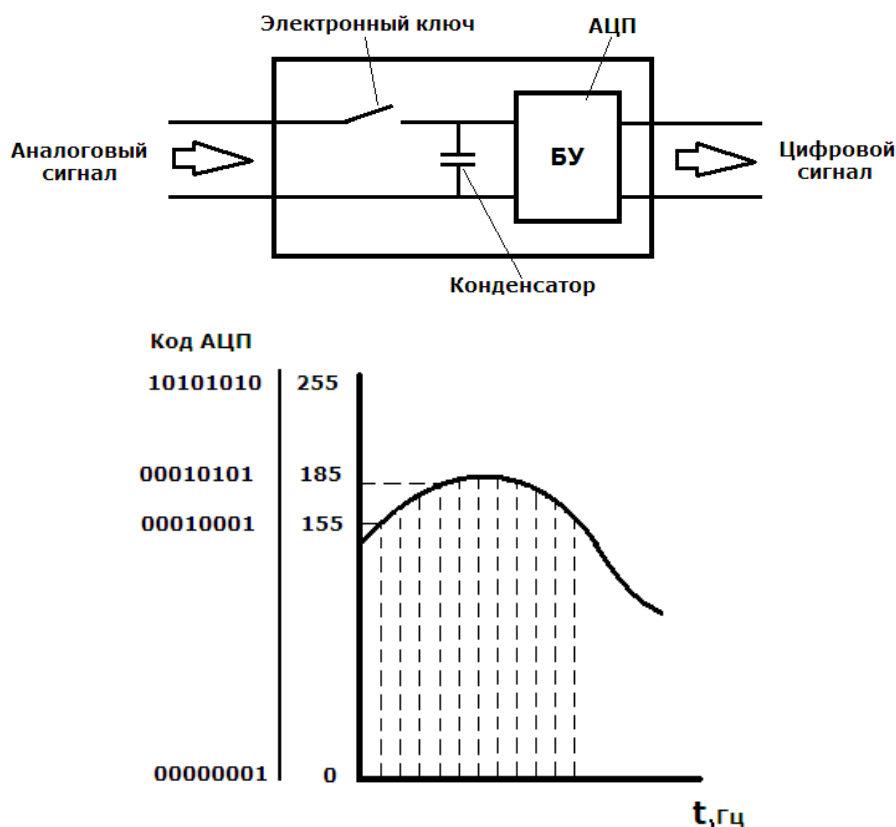 Электронный ключ
АЦП
Аналоговый
сигнал
БУ
Цифровой
сигнал
Конденсатор
Код АЦП
10101010 255
00010101 185
00010001 155
00000001 0
t,Гц